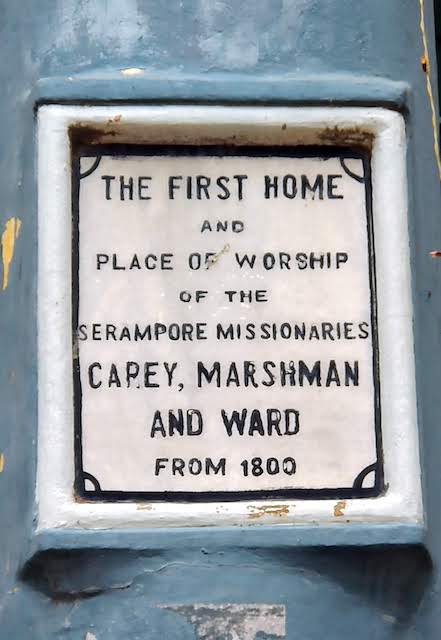 THE FIRST HOME
AND
PLACE OF WORSHIP
OF THE
SERAMPORE MISSIONARIES
CAREY, MARSHMAN
AND WARD
FROM 1800